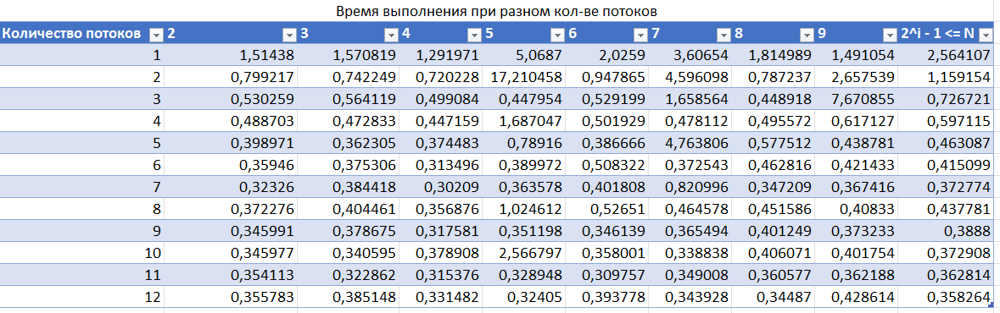 Время выполнения при разном кол-ве потоков
Количество потоков 2 3 4 5 6 7 8 9 2^i - 1 <= N
1 1,51438 1,570819 1,291971 5,0687 2,0259 3,60654 1,814989 1,491054 2,564107
2 0,799217 0,742249 0,720228 17,210458 0,947865 4,596098 0,787237 2,657539 1,159154
3 0,530259 0,564119 0,499084 0,447954 0,529199 1,658564 0,448918 7,670855 0,726721
4 0,488703 0,472833 0,447159 1,687047 0,501929 0,478112 0,495572 0,617127 0,597115
5 0,398971 0,362305 0,374483 0,78916 0,386666 4,763806 0,577512 0,438781 0,463087
6 0,35946 0,375306 0,313496 0,389972 0,508322 0,372543 0,462816 0,421433 0,415099
7 0,32326 0,384418 0,30209 0,363578 0,401808 0,820996 0,347209 0,367416 0,372774
8 0,372276 0,404461 0,356876 1,024612 0,52651 0,464578 0,451586 0,40833 0,437781
9 0,345991 0,378675 0,317581 0,351198 0,346139 0,365494 0,401249 0,373233 0,3888
10 0,345977 0,340595 0,378908 2,566797 0,358001 0,338838 0,406071 0,401754 0,372908
11 0,354113 0,322862 0,315376 0,328948 0,309757 0,349008 0,360577 0,362188 0,362814
12 0,355783 0,385148 0,331482 0,32405 0,393778 0,343928 0,34487 0,428614 0,358264